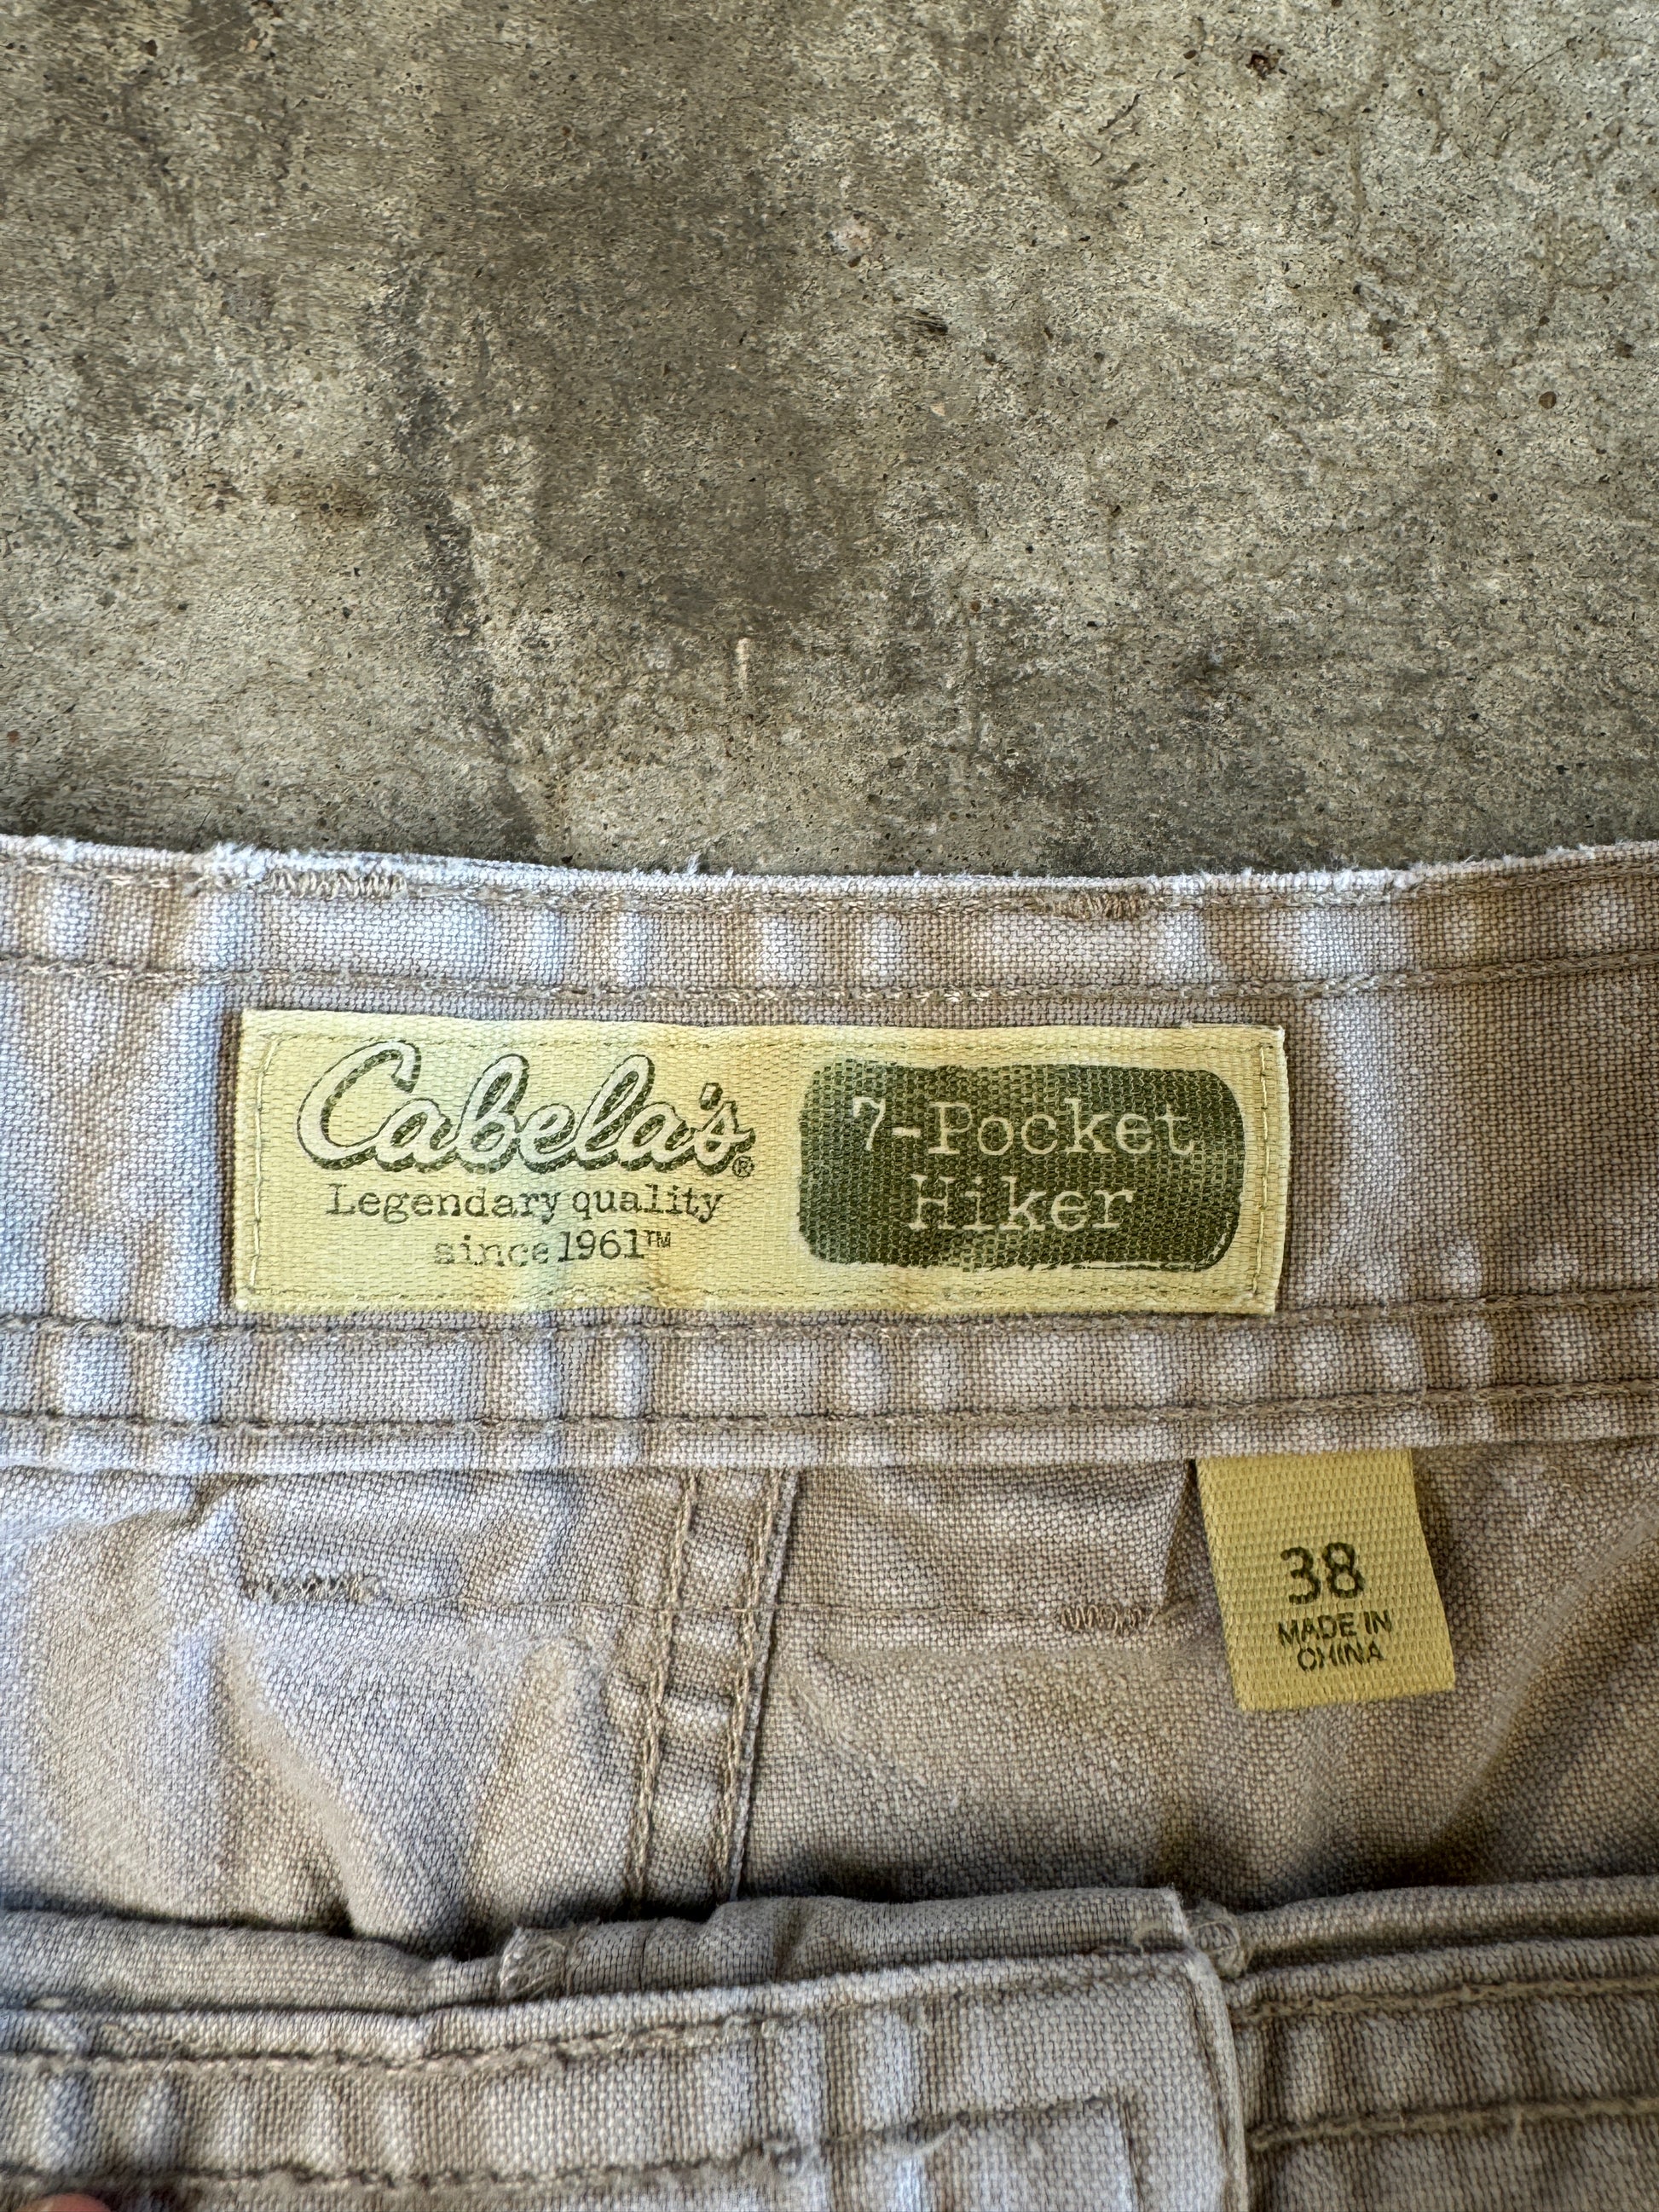 Cabela's®
Legendary quality
since 1961™
7-Pocket
Hiker
38
MADE IN
CHINA